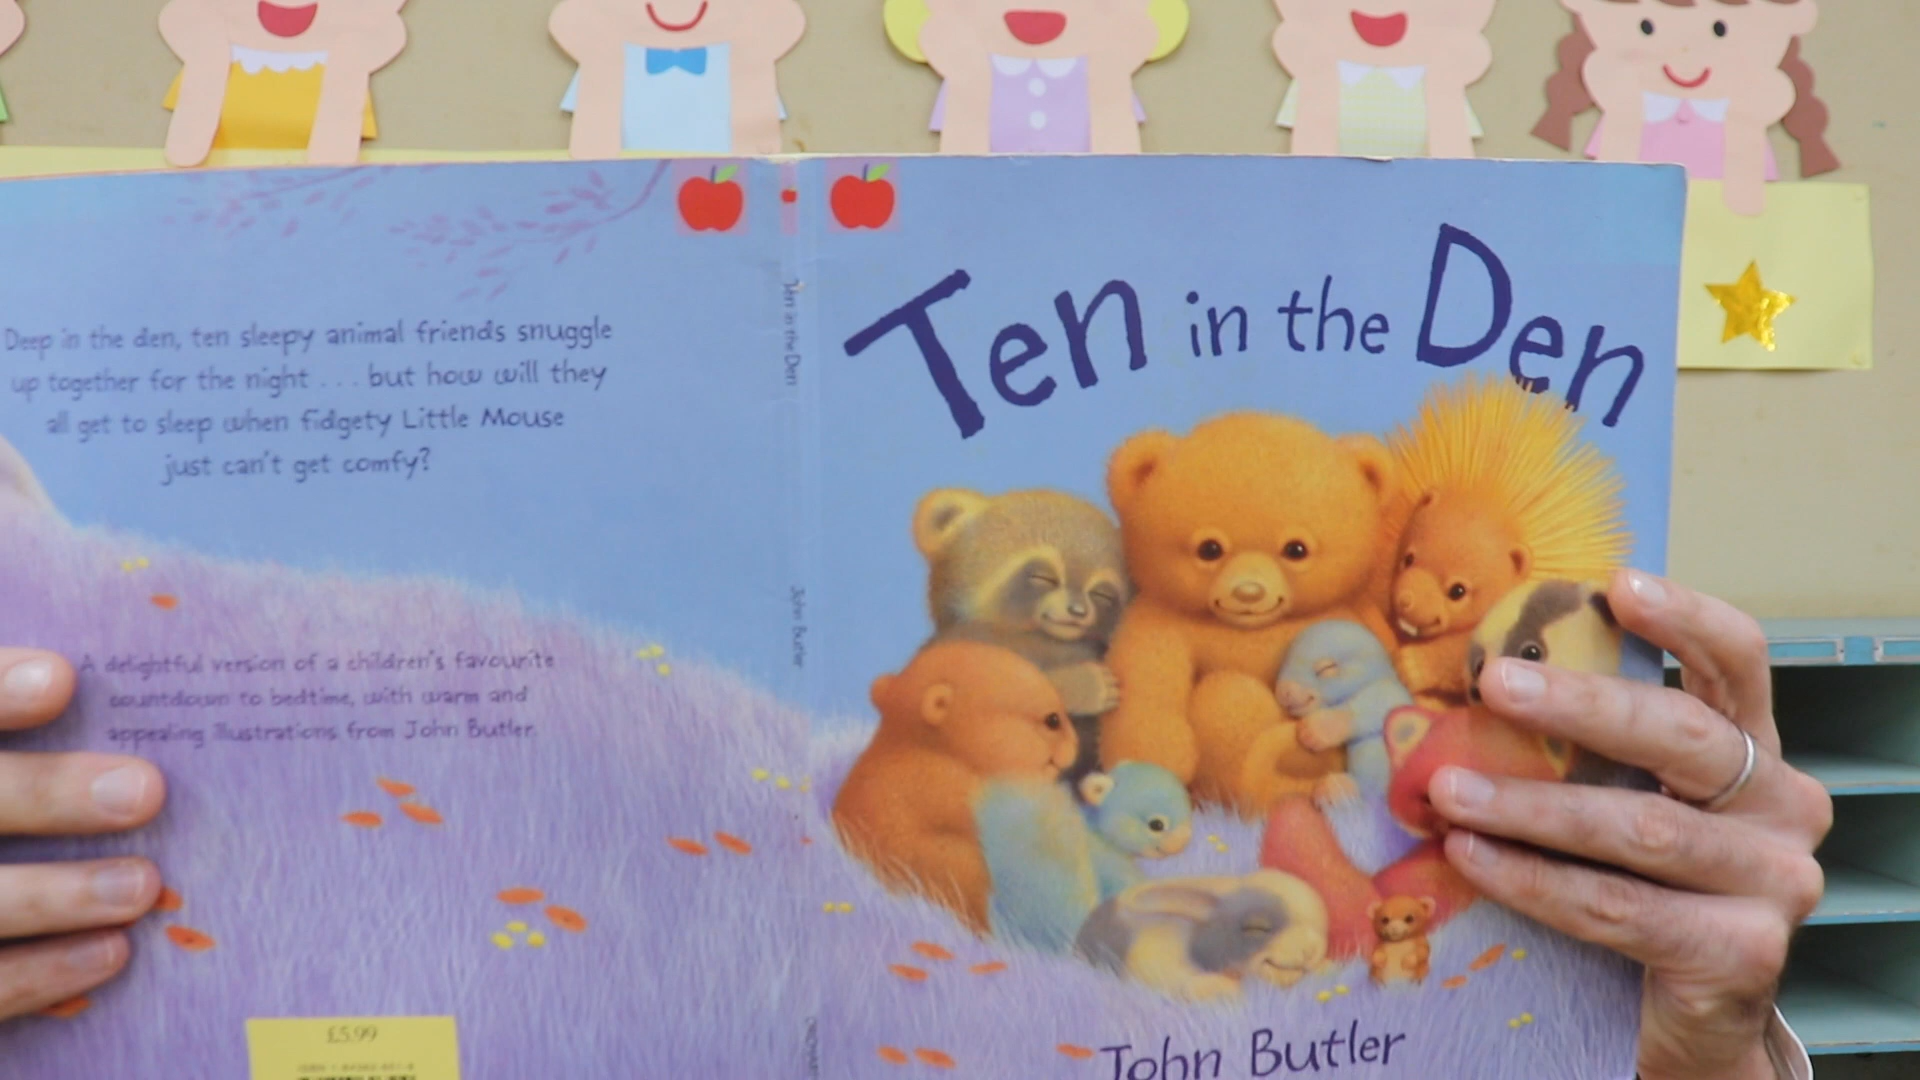 Deep in the den, ten sleepy animal friends snuggle
up together for the night . . . but how will they
all get to sleep when fidgety Little Mouse
just can't get comfy?
A delightful version of a children's favourite
countdown to bedtime, with warm and
appealing illustrations from John Butler.
£5.99
Ten in the Den
John Butler
Ten in the Den
John Butler